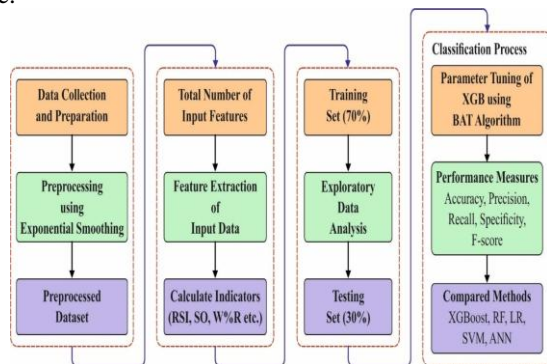 e.
Data Collection
and Preparation
Preprocessing
using
Exponential Smoothing
Preprocessed
Dataset
Total Number of
Input Features
Feature Extraction
of
Input Data
Calculate Indicators
(RSI, SO, W%R etc.)
Training
Set (70%)
Exploratory
Data
Analysis
Testing
Set (30%)
Classification Process
Parameter Tuning of
XGB using
BAT Algorithm
Performance Measures
Accuracy, Precision,
Recall, Specificity,
F-score
Compared Methods
XGBoost, RF, LR,
SVM, ANN